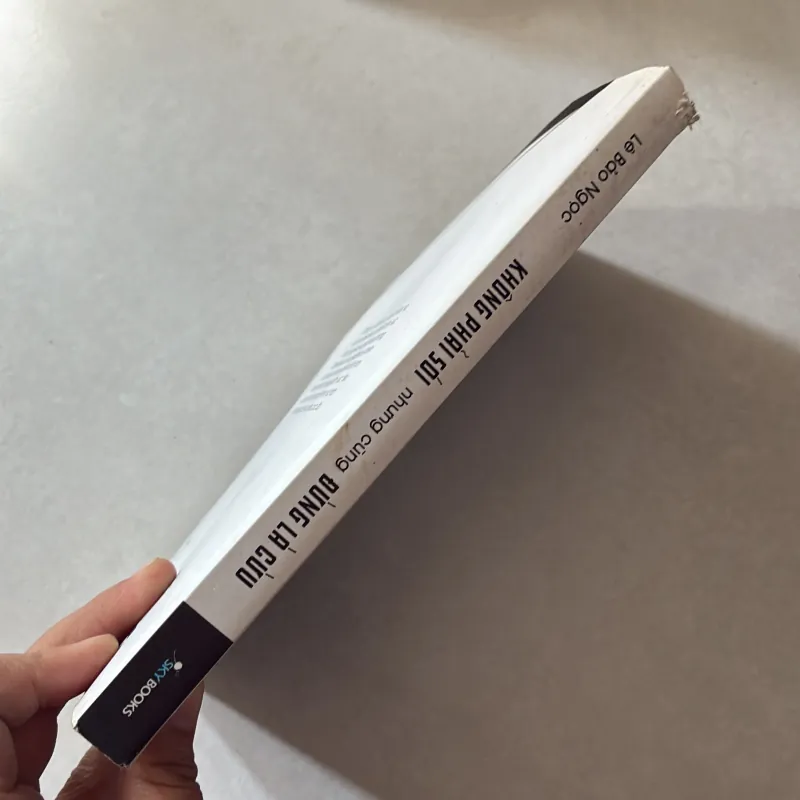 Lê Bảo Ngọc
KHÔNG PHẢI SÓI
nhưng cũng
ĐỪNG LÀ CỪU
SKYBOOKS